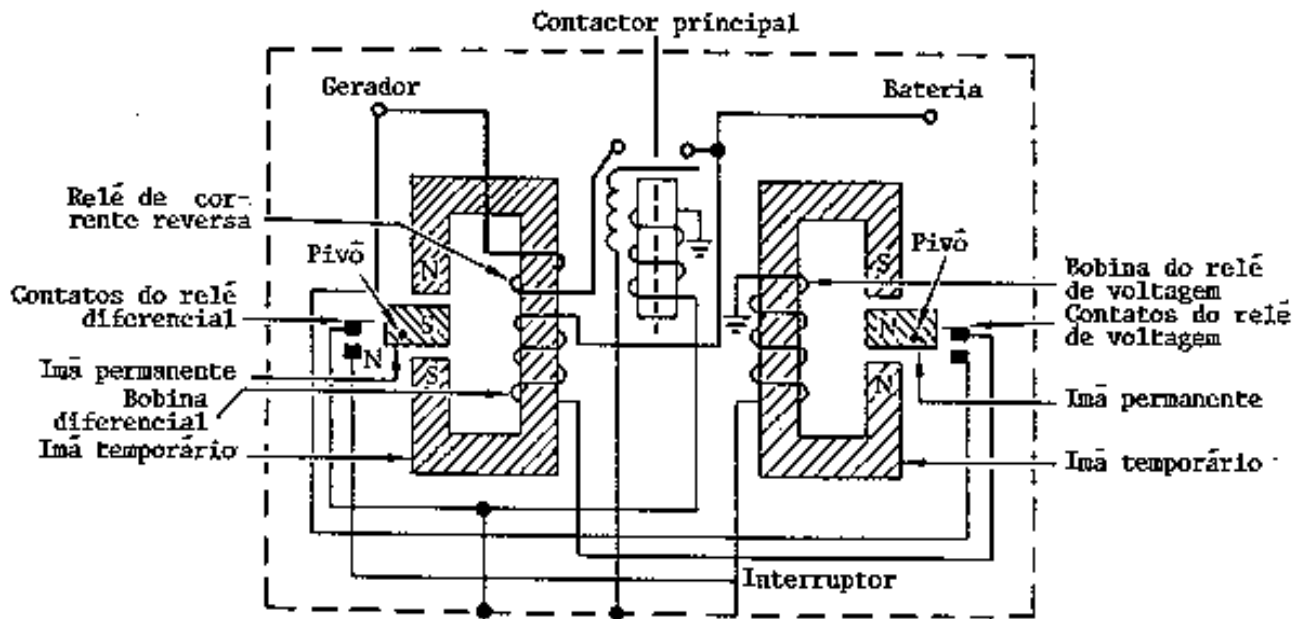 Contactor principal
Gerador
Bateria
Relé de cor-
rente reversa
Pivô
Contatos do relé
diferencial
Imã permanente
Bobina
diferencial
Imã temporário
N
S
N
S
S
N
N
Pivô
Bobina do relé
de voltagem
Contatos do relé
de voltagem
Imã permanente
Imã temporário
Interruptor